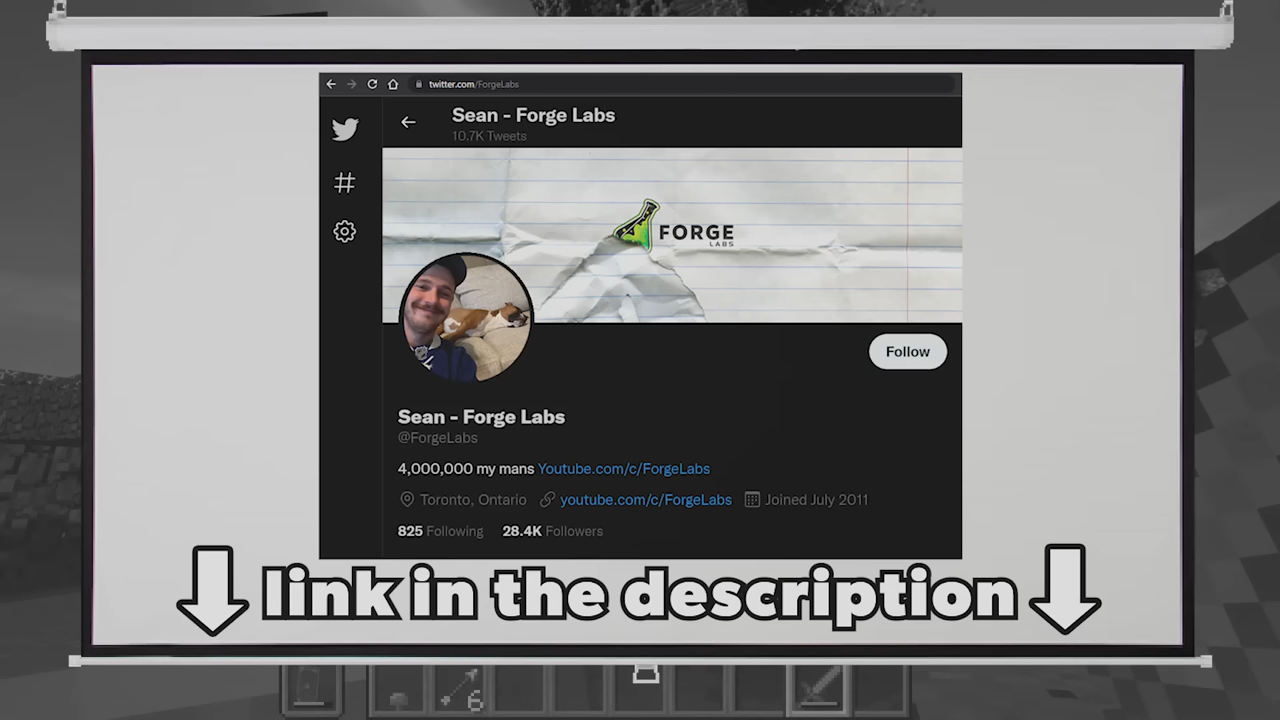 twitter.com/ForgeLabs
Sean - Forge Labs
10.7K Tweets
FORGE
LABS
Follow
Sean - Forge Labs
@ForgeLabs
4,000,000 my mans Youtube.com/c/ForgeLabs
Toronto, Ontario youtube.com/c/ForgeLabs Joined July 2011
825 Following 28.4K Followers
link in the description
6